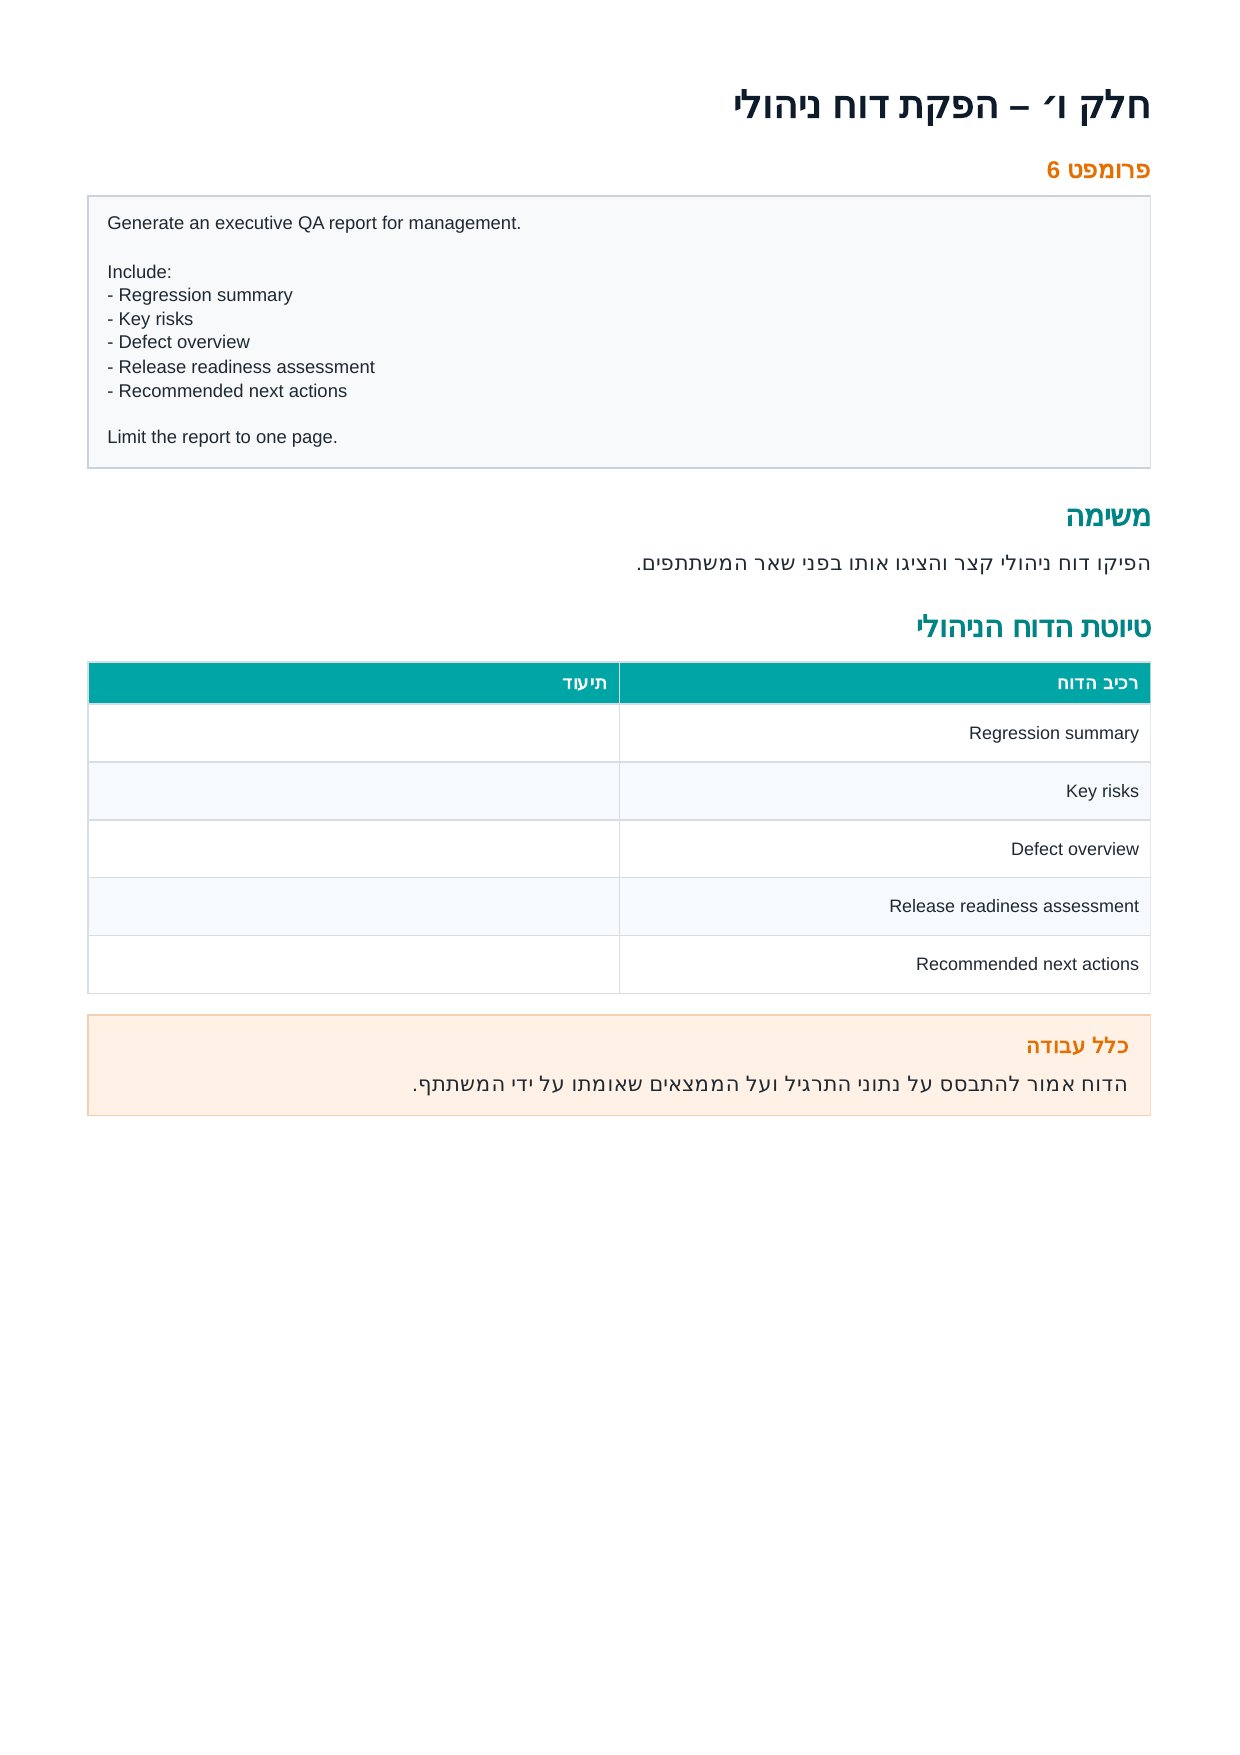 חלק ו׳ – הפקת דוח ניהולי
פרומפט 6
Generate an executive QA report for management.
Include:
- Regression summary
- Key risks
- Defect overview
- Release readiness assessment
- Recommended next actions
Limit the report to one page.
משימה
הפיקו דוח ניהולי קצר והציגו אותו בפני שאר המשתתפים.
טיוטת הדוח הניהולי
רכיב הדוח תיעוד
Regression summary
Key risks
Defect overview
Release readiness assessment
Recommended next actions
כלל עבודה
הדוח אמור להתבסס על נתוני התרגיל ועל הממצאים שאומתו על ידי המשתתף.